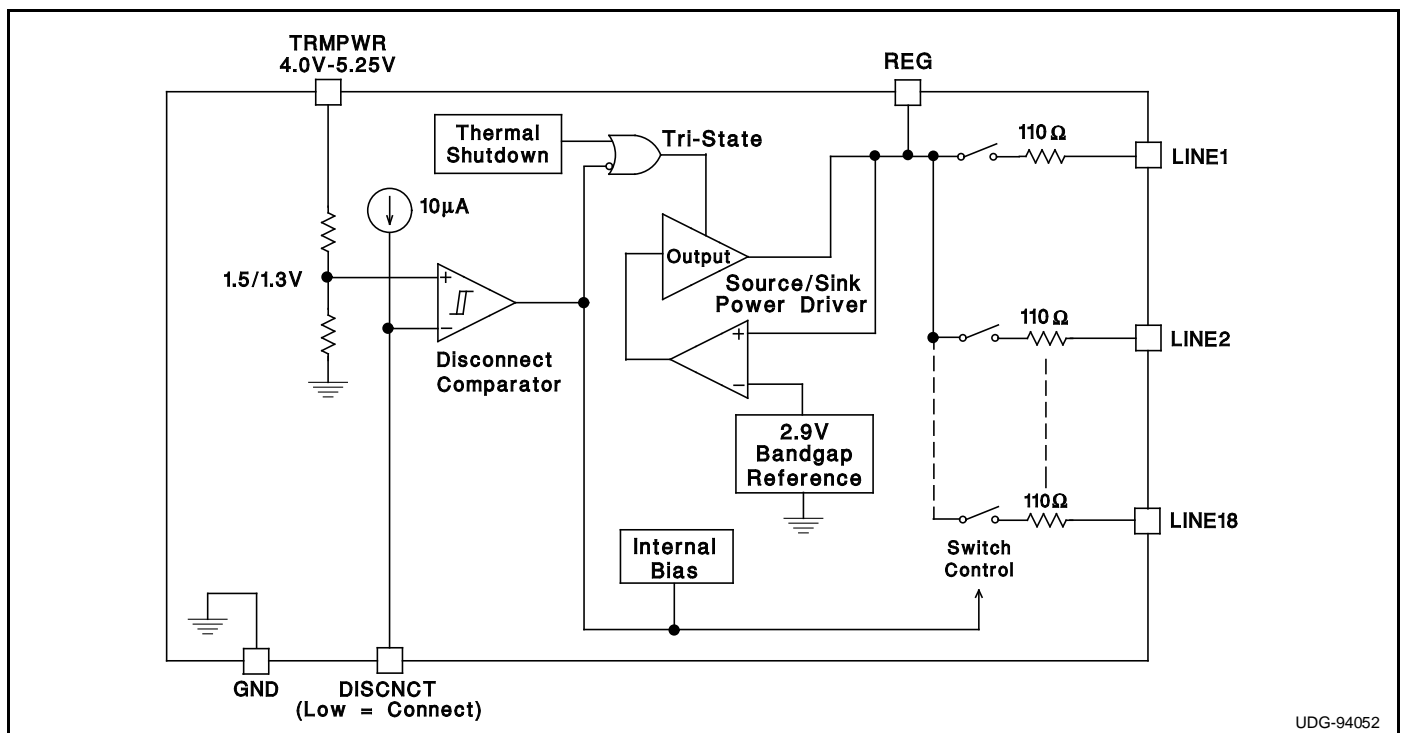 TRMPWR
4.0V-5.25V
REG
Thermal
Shutdown
Tri-State
110Ω
LINE1
10µA
1.5/1.3V
+
−
Output
Source/Sink
Power Driver
Disconnect
Comparator
+
−
110Ω
LINE2
2.9V
Bandgap
Reference
110Ω
LINE18
Internal
Bias
Switch
Control
GND
DISCNCT
(Low = Connect)
UDG-94052